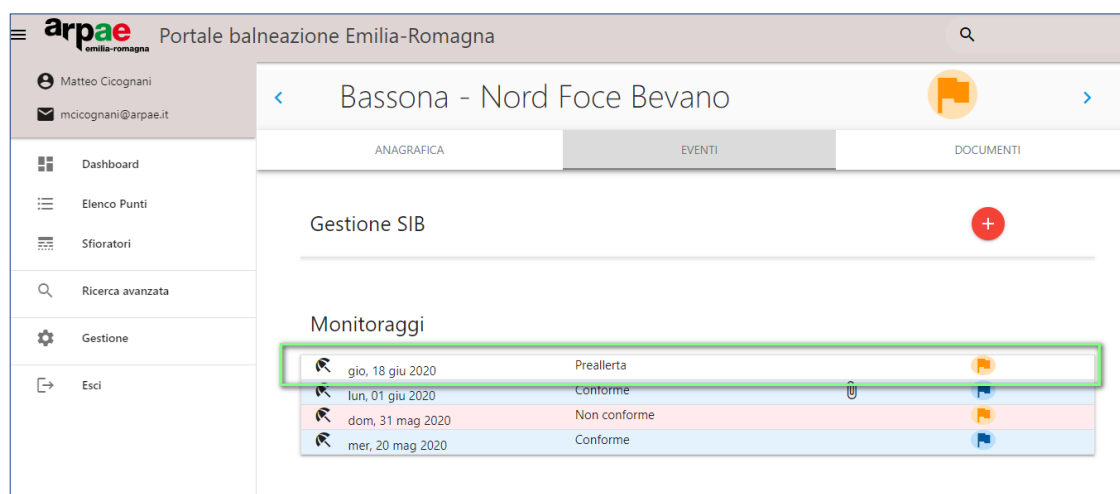 arpae
emilia-romagna
Portale balneazione Emilia-Romagna
Matteo Cicognani
mcicognani@arpae.it
Dashboard
Elenco Punti
Sfioratori
Ricerca avanzata
Gestione
Esci
Bassona - Nord Foce Bevano
ANAGRAFICA EVENTI DOCUMENTI
Gestione SIB
Monitoraggi
gio, 18 giu 2020 Preallerta
lun, 01 giu 2020 Conforme
dom, 31 mag 2020 Non conforme
mer, 20 mag 2020 Conforme